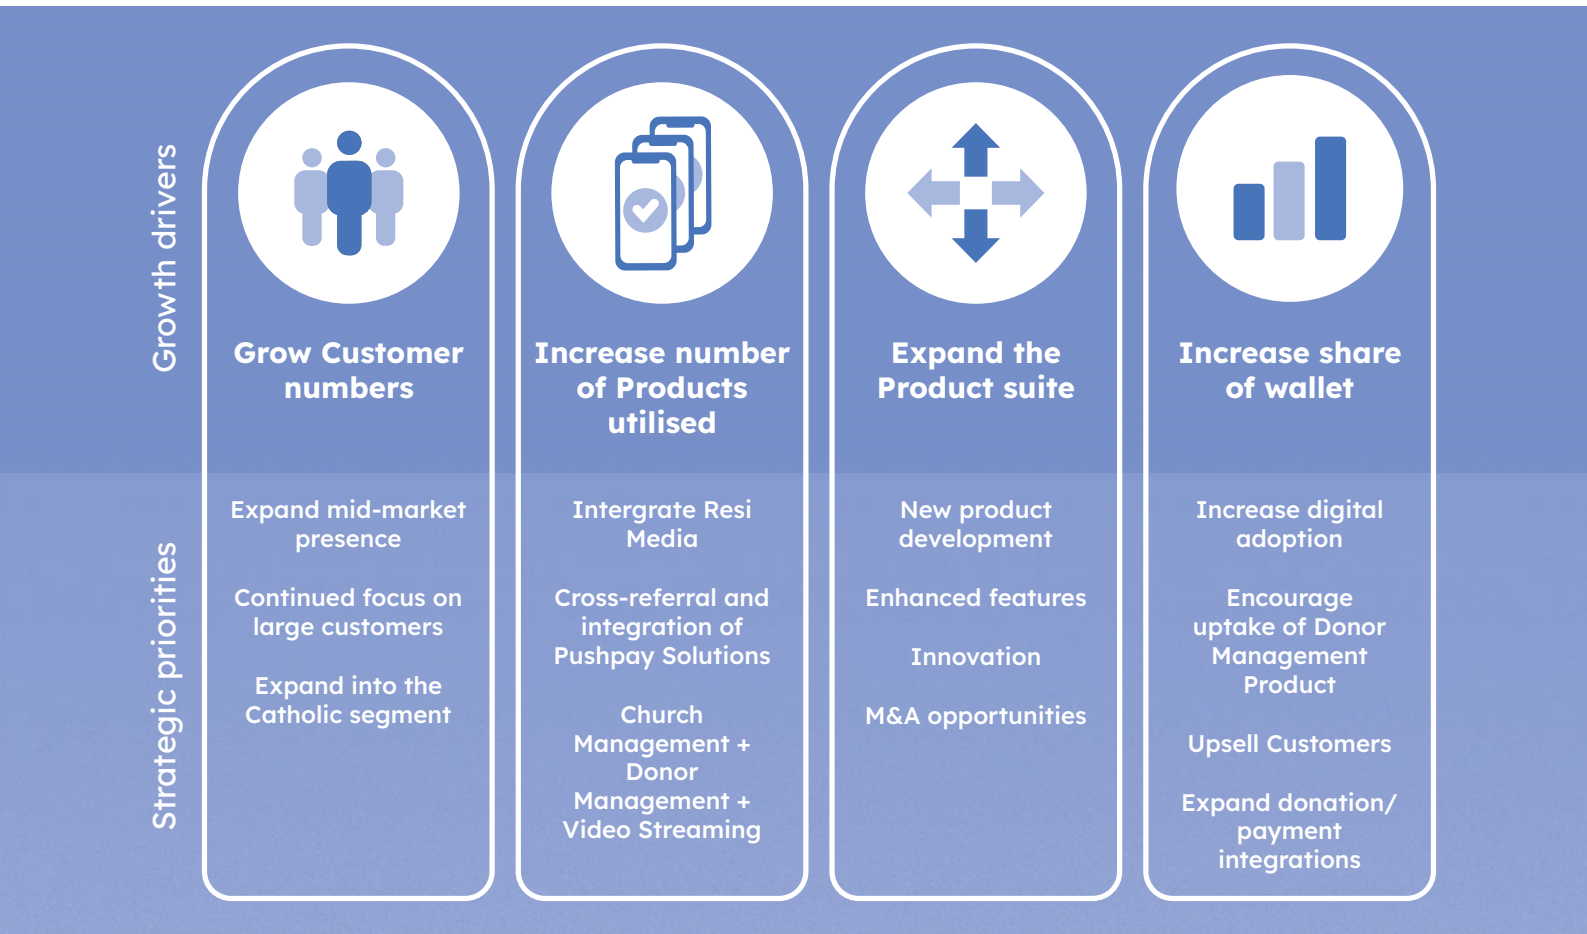 Growth drivers
Grow Customer
numbers
Increase number
of Products
utilised
Expand the
Product suite
Increase share
of wallet
Strategic priorities
Expand mid-market
presence
Continued focus on
large customers
Expand into the
Catholic segment
Intergrate Resi
Media
Cross-referral and
integration of
Pushpay Solutions
Church
Management +
Donor
Management +
Video Streaming
New product
development
Enhanced features
Innovation
M&A opportunities
Increase digital
adoption
Encourage
uptake of Donor
Management
Product
Upsell Customers
Expand donation/
payment
integrations